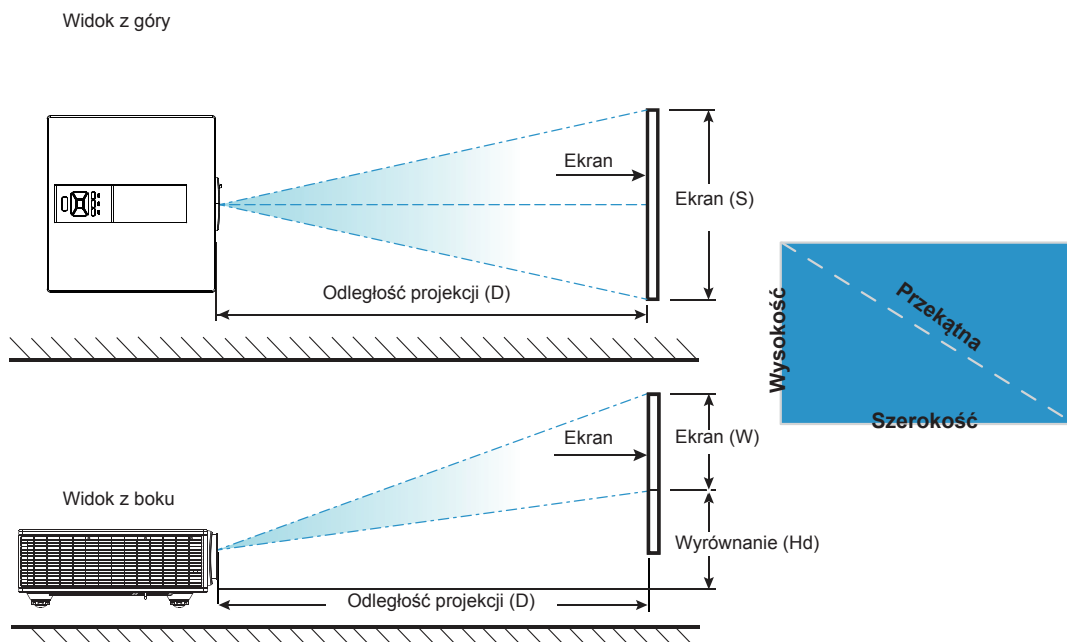 Widok z góry
Ekran
Ekran (S)
Odległość projekcji (D)
Wysokość
Przekątna
Szerokość
Ekran
Ekran (W)
Widok z boku
Wyrównanie (Hd)
Odległość projekcji (D)